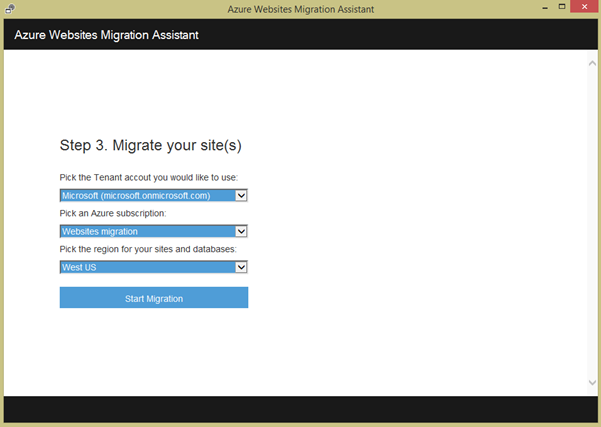 Azure Websites Migration Assistant
Azure Websites Migration Assistant
Step 3. Migrate your site(s)
Pick the Tenant accout you would like to use:
Microsoft (microsoft.onmicrosoft.com)
Pick an Azure subscription:
Websites migration
Pick the region for your sites and databases:
West US
Start Migration